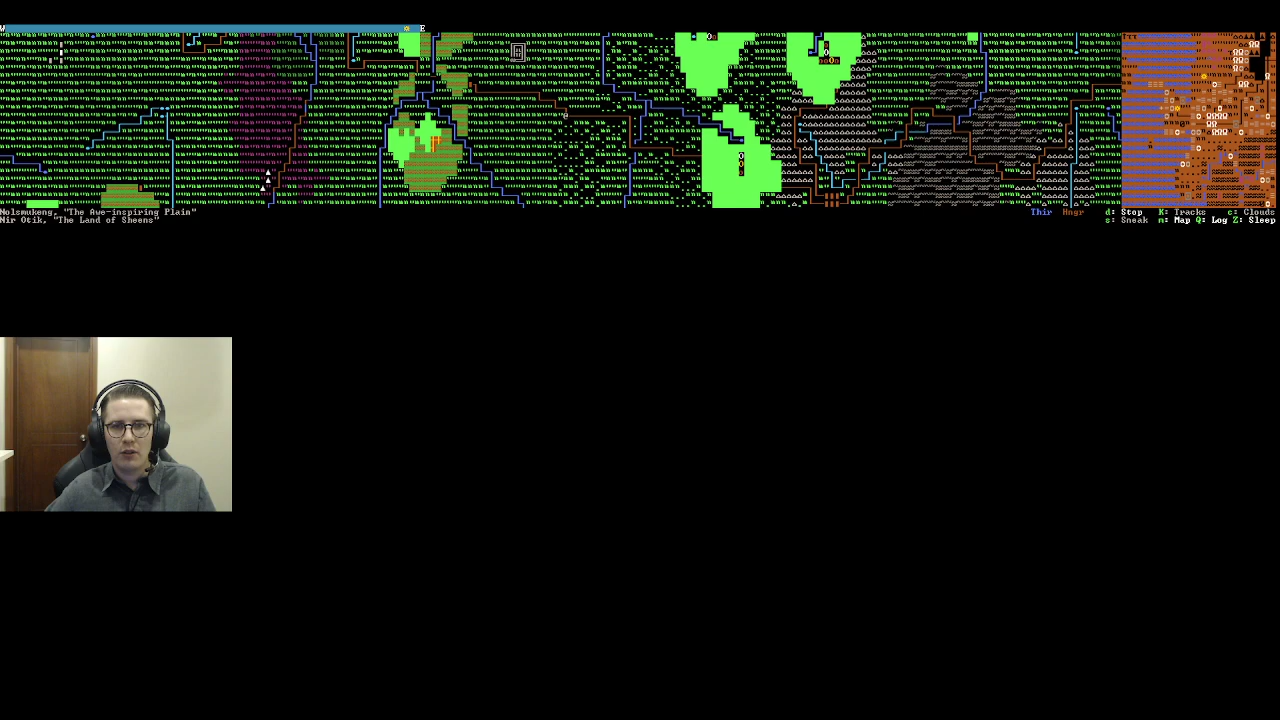 W E
Nolsmukeng, "The Awe-inspiring Plain"
Nir Otik, "The Land of Sheens"
Thir Hngr
d: Stop K: Tracks c: Clouds
s: Sneak m: Map Q: Log Z: Sleep